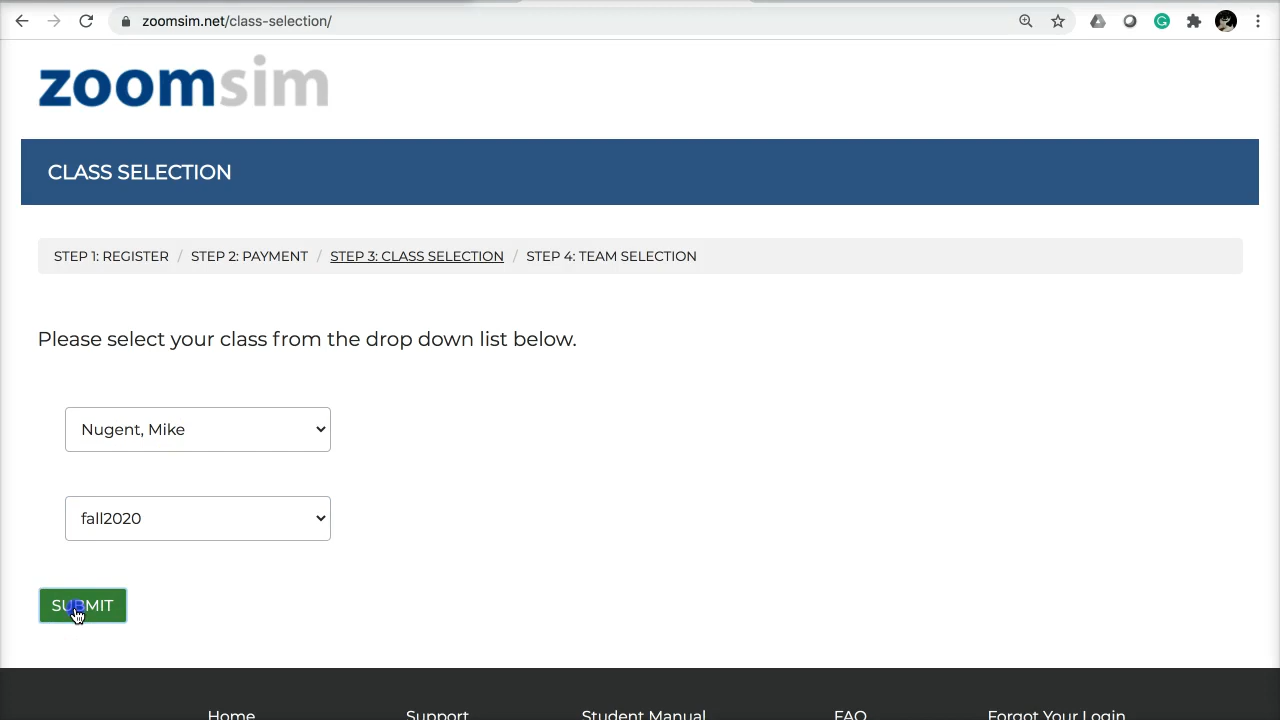 zoomsim.net/class-selection/
zoomsim
CLASS SELECTION
STEP 1: REGISTER / STEP 2: PAYMENT / STEP 3: CLASS SELECTION / STEP 4: TEAM SELECTION
Please select your class from the drop down list below.
Nugent, Mike
fall2020
SUBMIT
Home Support Student Manual FAQ Forgot Your Login